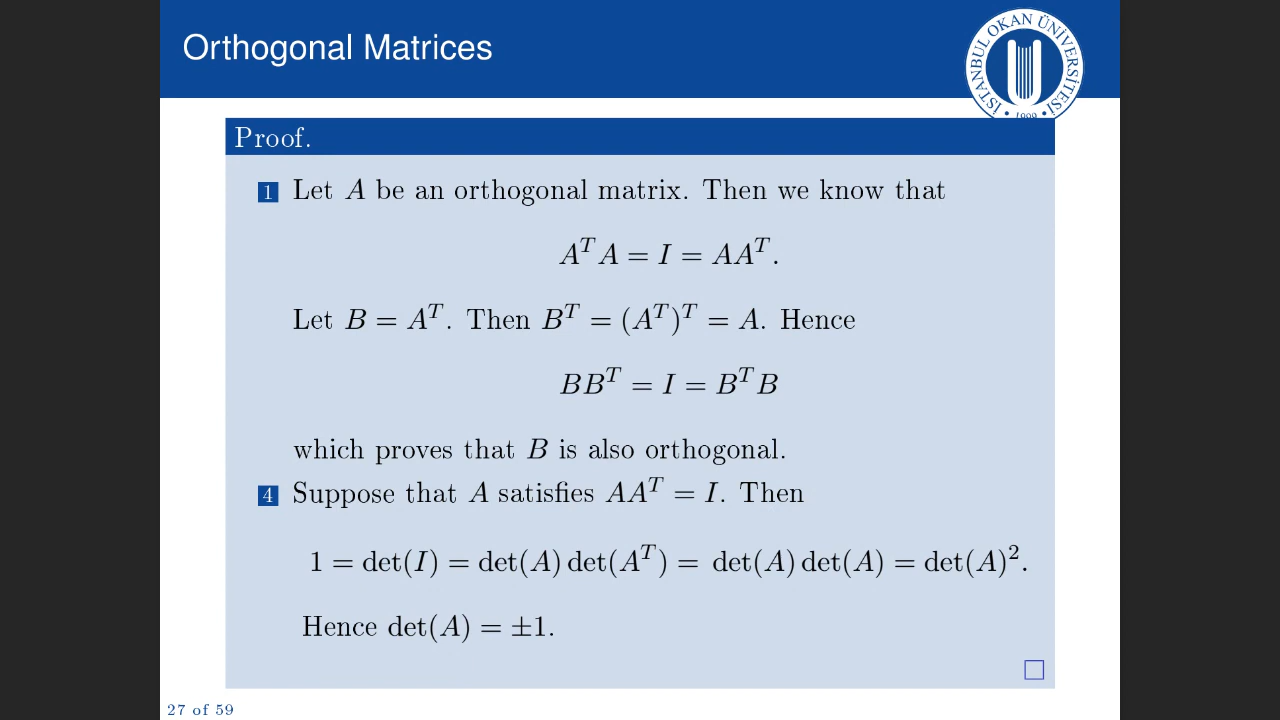 Orthogonal Matrices
İSTANBUL OKAN ÜNİVERSİTESİ
1999
Proof.
1 Let A be an orthogonal matrix. Then we know that
A^T A = I = AA^T.
Let B = A^T. Then B^T = (A^T)^T = A. Hence
BB^T = I = B^T B
which proves that B is also orthogonal.
4 Suppose that A satisfies AA^T = I. Then
1 = det(I) = det(A) det(A^T) = det(A) det(A) = det(A)^2.
Hence det(A) = ±1.
□
27 of 59